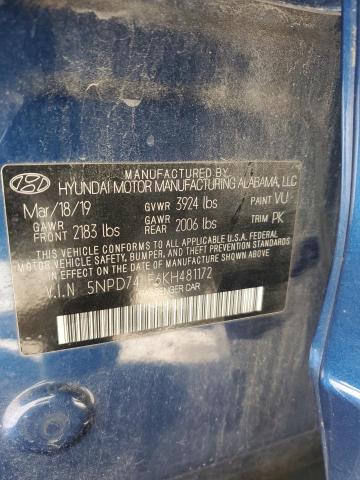 MANUFACTURED BY
HYUNDAI MOTOR MANUFACTURING ALABAMA, LLC
Mar/18/19 GVWR 3924 lbs PAINT VU
GAWR FRONT 2183 lbs GAWR REAR 2006 lbs TRIM PK
THIS VEHICLE CONFORMS TO ALL APPLICABLE U.S.A. FEDERAL
MOTOR VEHICLE SAFETY, BUMPER, AND THEFT PREVENTION STANDARDS
IN EFFECT ON THE DATE OF MANUFACTURE SHOWN ABOVE.
V.I.N 5NPD74
PASSENGER CAR